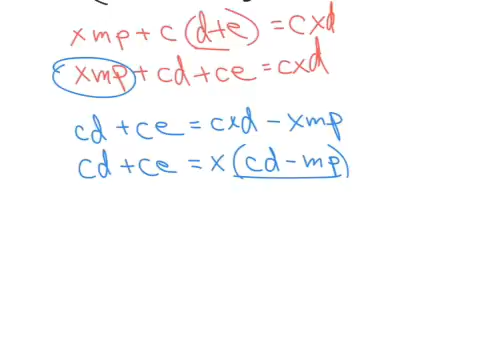 xmp + c (d+e) = cxd
xmp + cd + ce = cxd
cd + ce = cxd - xmp
cd + ce = x (cd - mp)